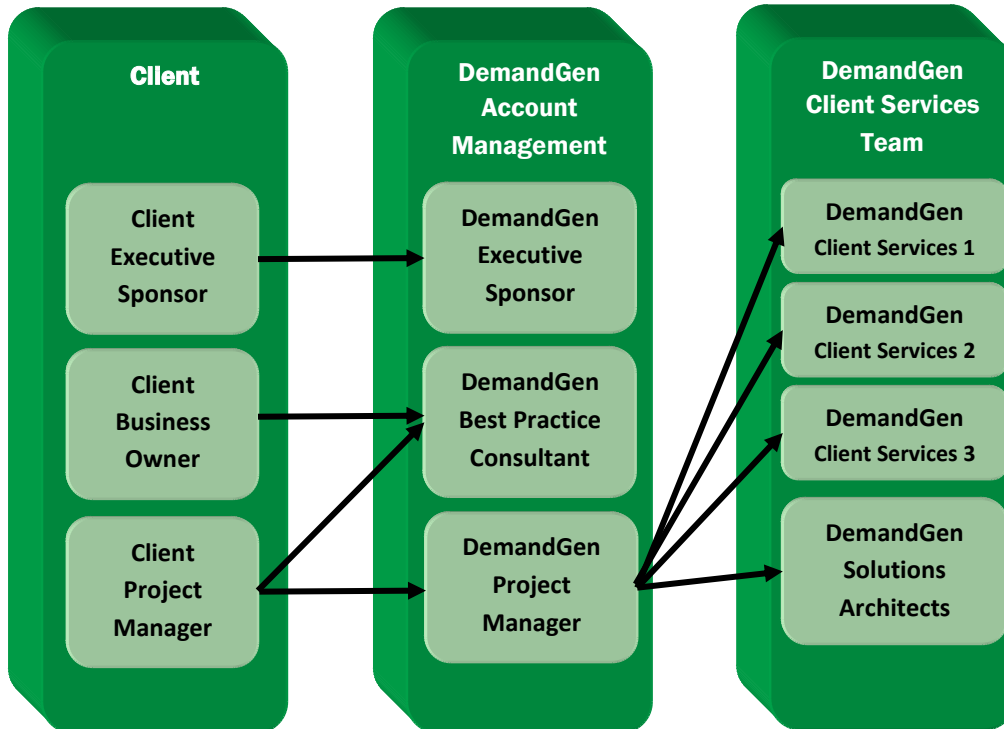 Client
Client
Executive
Sponsor
Client
Business
Owner
Client
Project
Manager
DemandGen
Account
Management
DemandGen
Executive
Sponsor
DemandGen
Best Practice
Consultant
DemandGen
Project
Manager
DemandGen
Client Services
Team
DemandGen
Client Services 1
DemandGen
Client Services 2
DemandGen
Client Services 3
DemandGen
Solutions
Architects